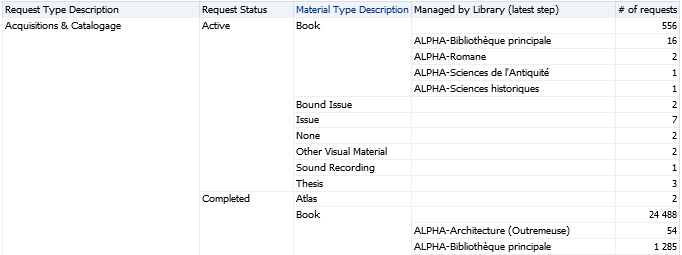 Request Type Description Request Status Material Type Description Managed by Library (latest step) # of requests
Acquisitions & Catalogage Active Book 556
ALPHA-Bibliothèque principale 16
ALPHA-Romane 2
ALPHA-Sciences de l'Antiquité 1
ALPHA-Sciences historiques 1
Bound Issue 2
Issue 7
None 2
Other Visual Material 2
Sound Recording 1
Thesis 3
Completed Atlas 2
Book 24 488
ALPHA-Architecture (Outremeuse) 54
ALPHA-Bibliothèque principale 1 285